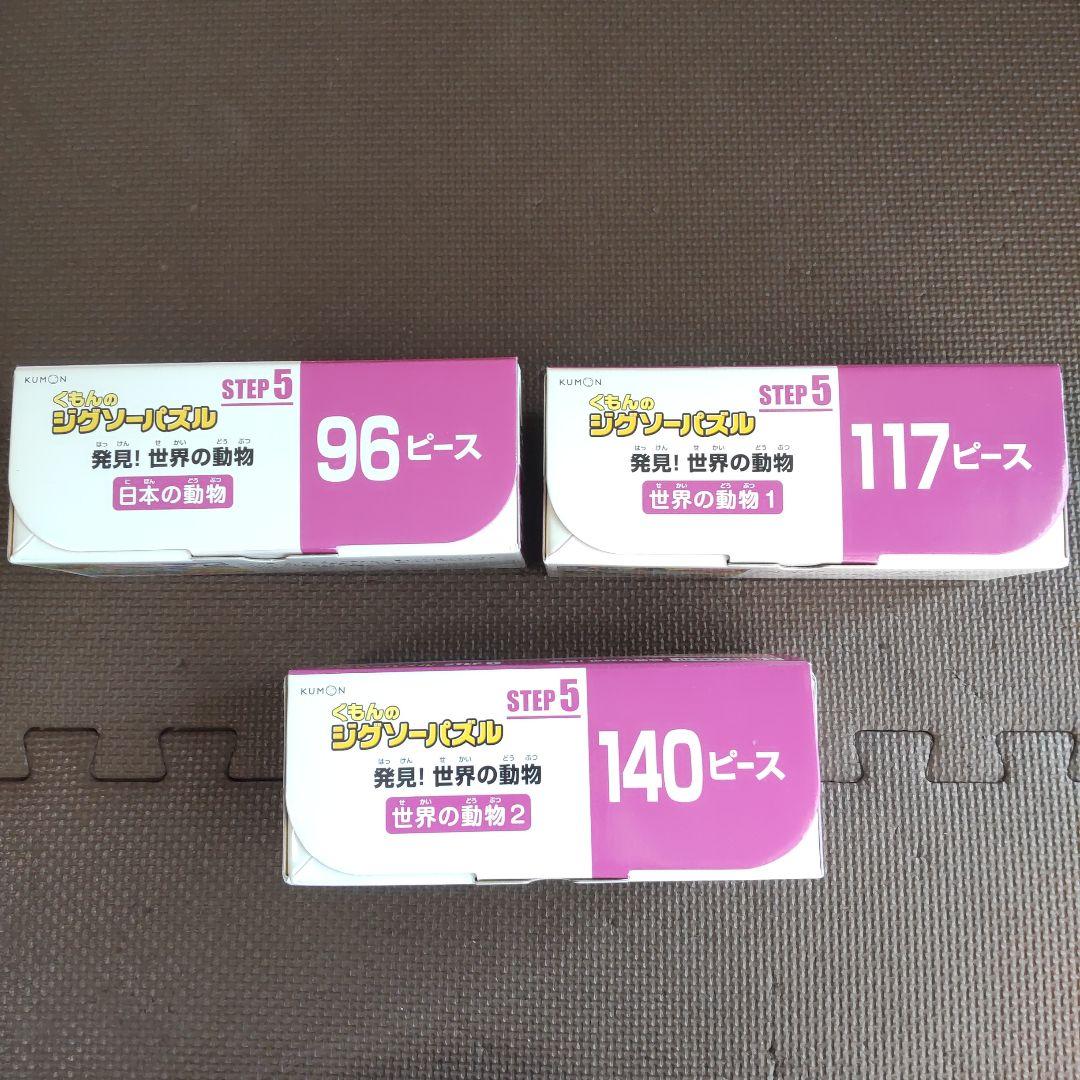 KUMON
STEP 5
くもんの
ジグソーパズル
はっけん せかい どうぶつ
発見! 世界の動物
にほん どうぶつ
日本の動物
96ピース
KUMON
STEP 5
くもんの
ジグソーパズル
はっけん せかい どうぶつ
発見! 世界の動物
せかい どうぶつ
世界の動物1
117ピース
KUMON
STEP 5
くもんの
ジグソーパズル
はっけん せかい どうぶつ
発見! 世界の動物
せかい どうぶつ
世界の動物2
140ピース